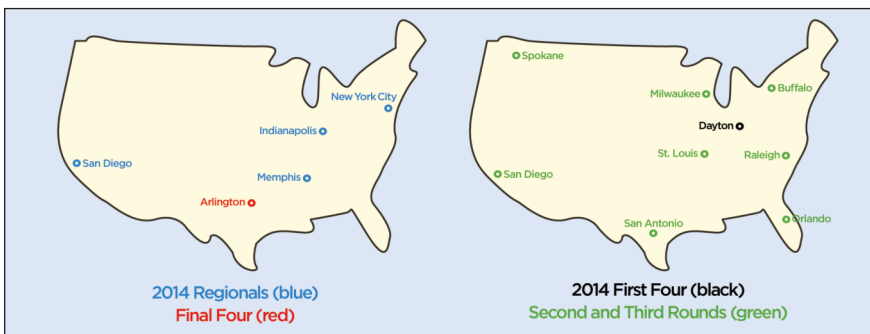 New York City
Indianapolis
San Diego
Memphis
Arlington
2014 Regionals (blue)
Final Four (red)
Spokane
Milwaukee
Buffalo
Dayton
St. Louis
Raleigh
San Diego
Orlando
San Antonio
2014 First Four (black)
Second and Third Rounds (green)